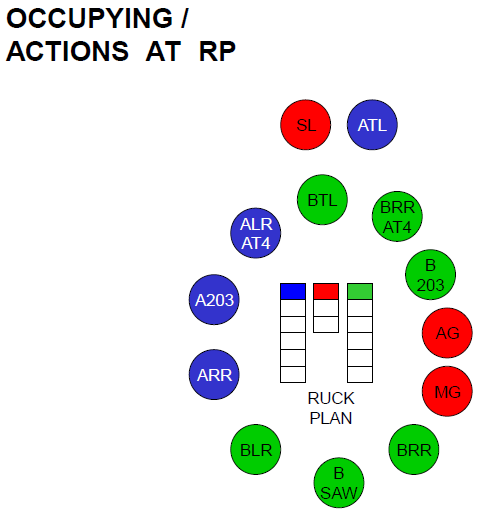 OCCUPYING /
ACTIONS AT RP
SL
ATL
BTL
BRR
AT4
ALR
AT4
B
203
A203
AG
ARR
MG
RUCK
PLAN
BLR
BRR
B
SAW